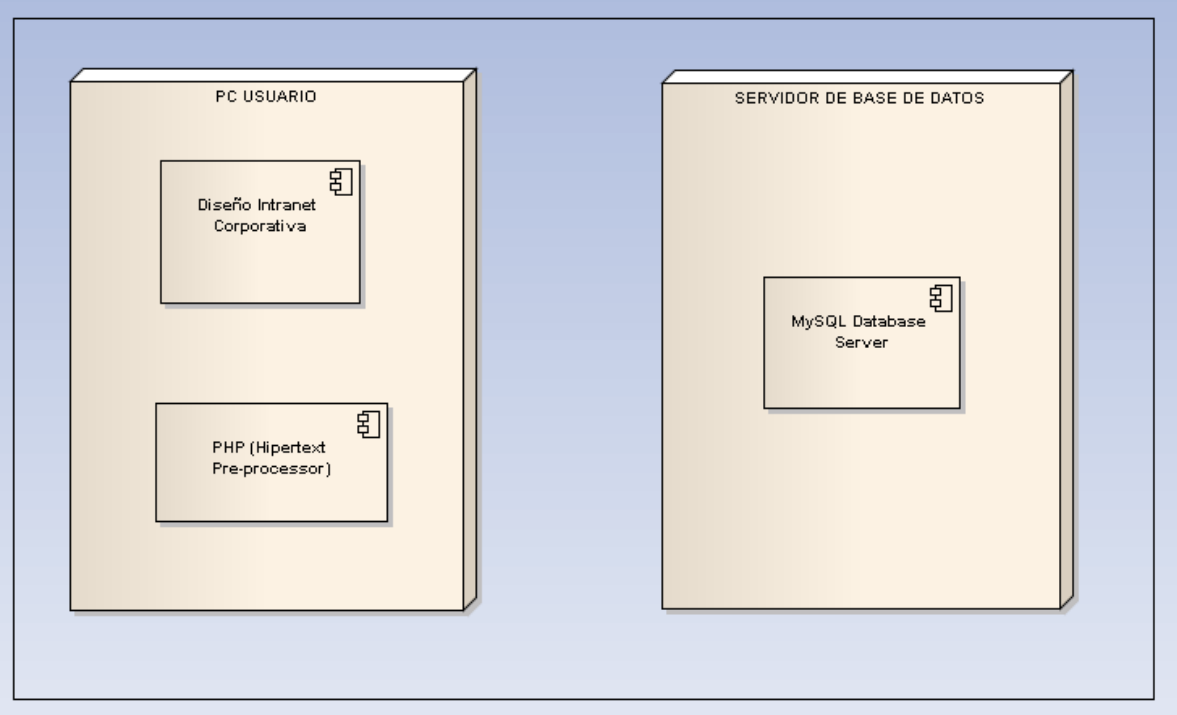 PC USUARIO
Diseño Intranet
Corporativa
PHP (Hipertext
Pre-processor)
SERVIDOR DE BASE DE DATOS
MySQL Database
Server